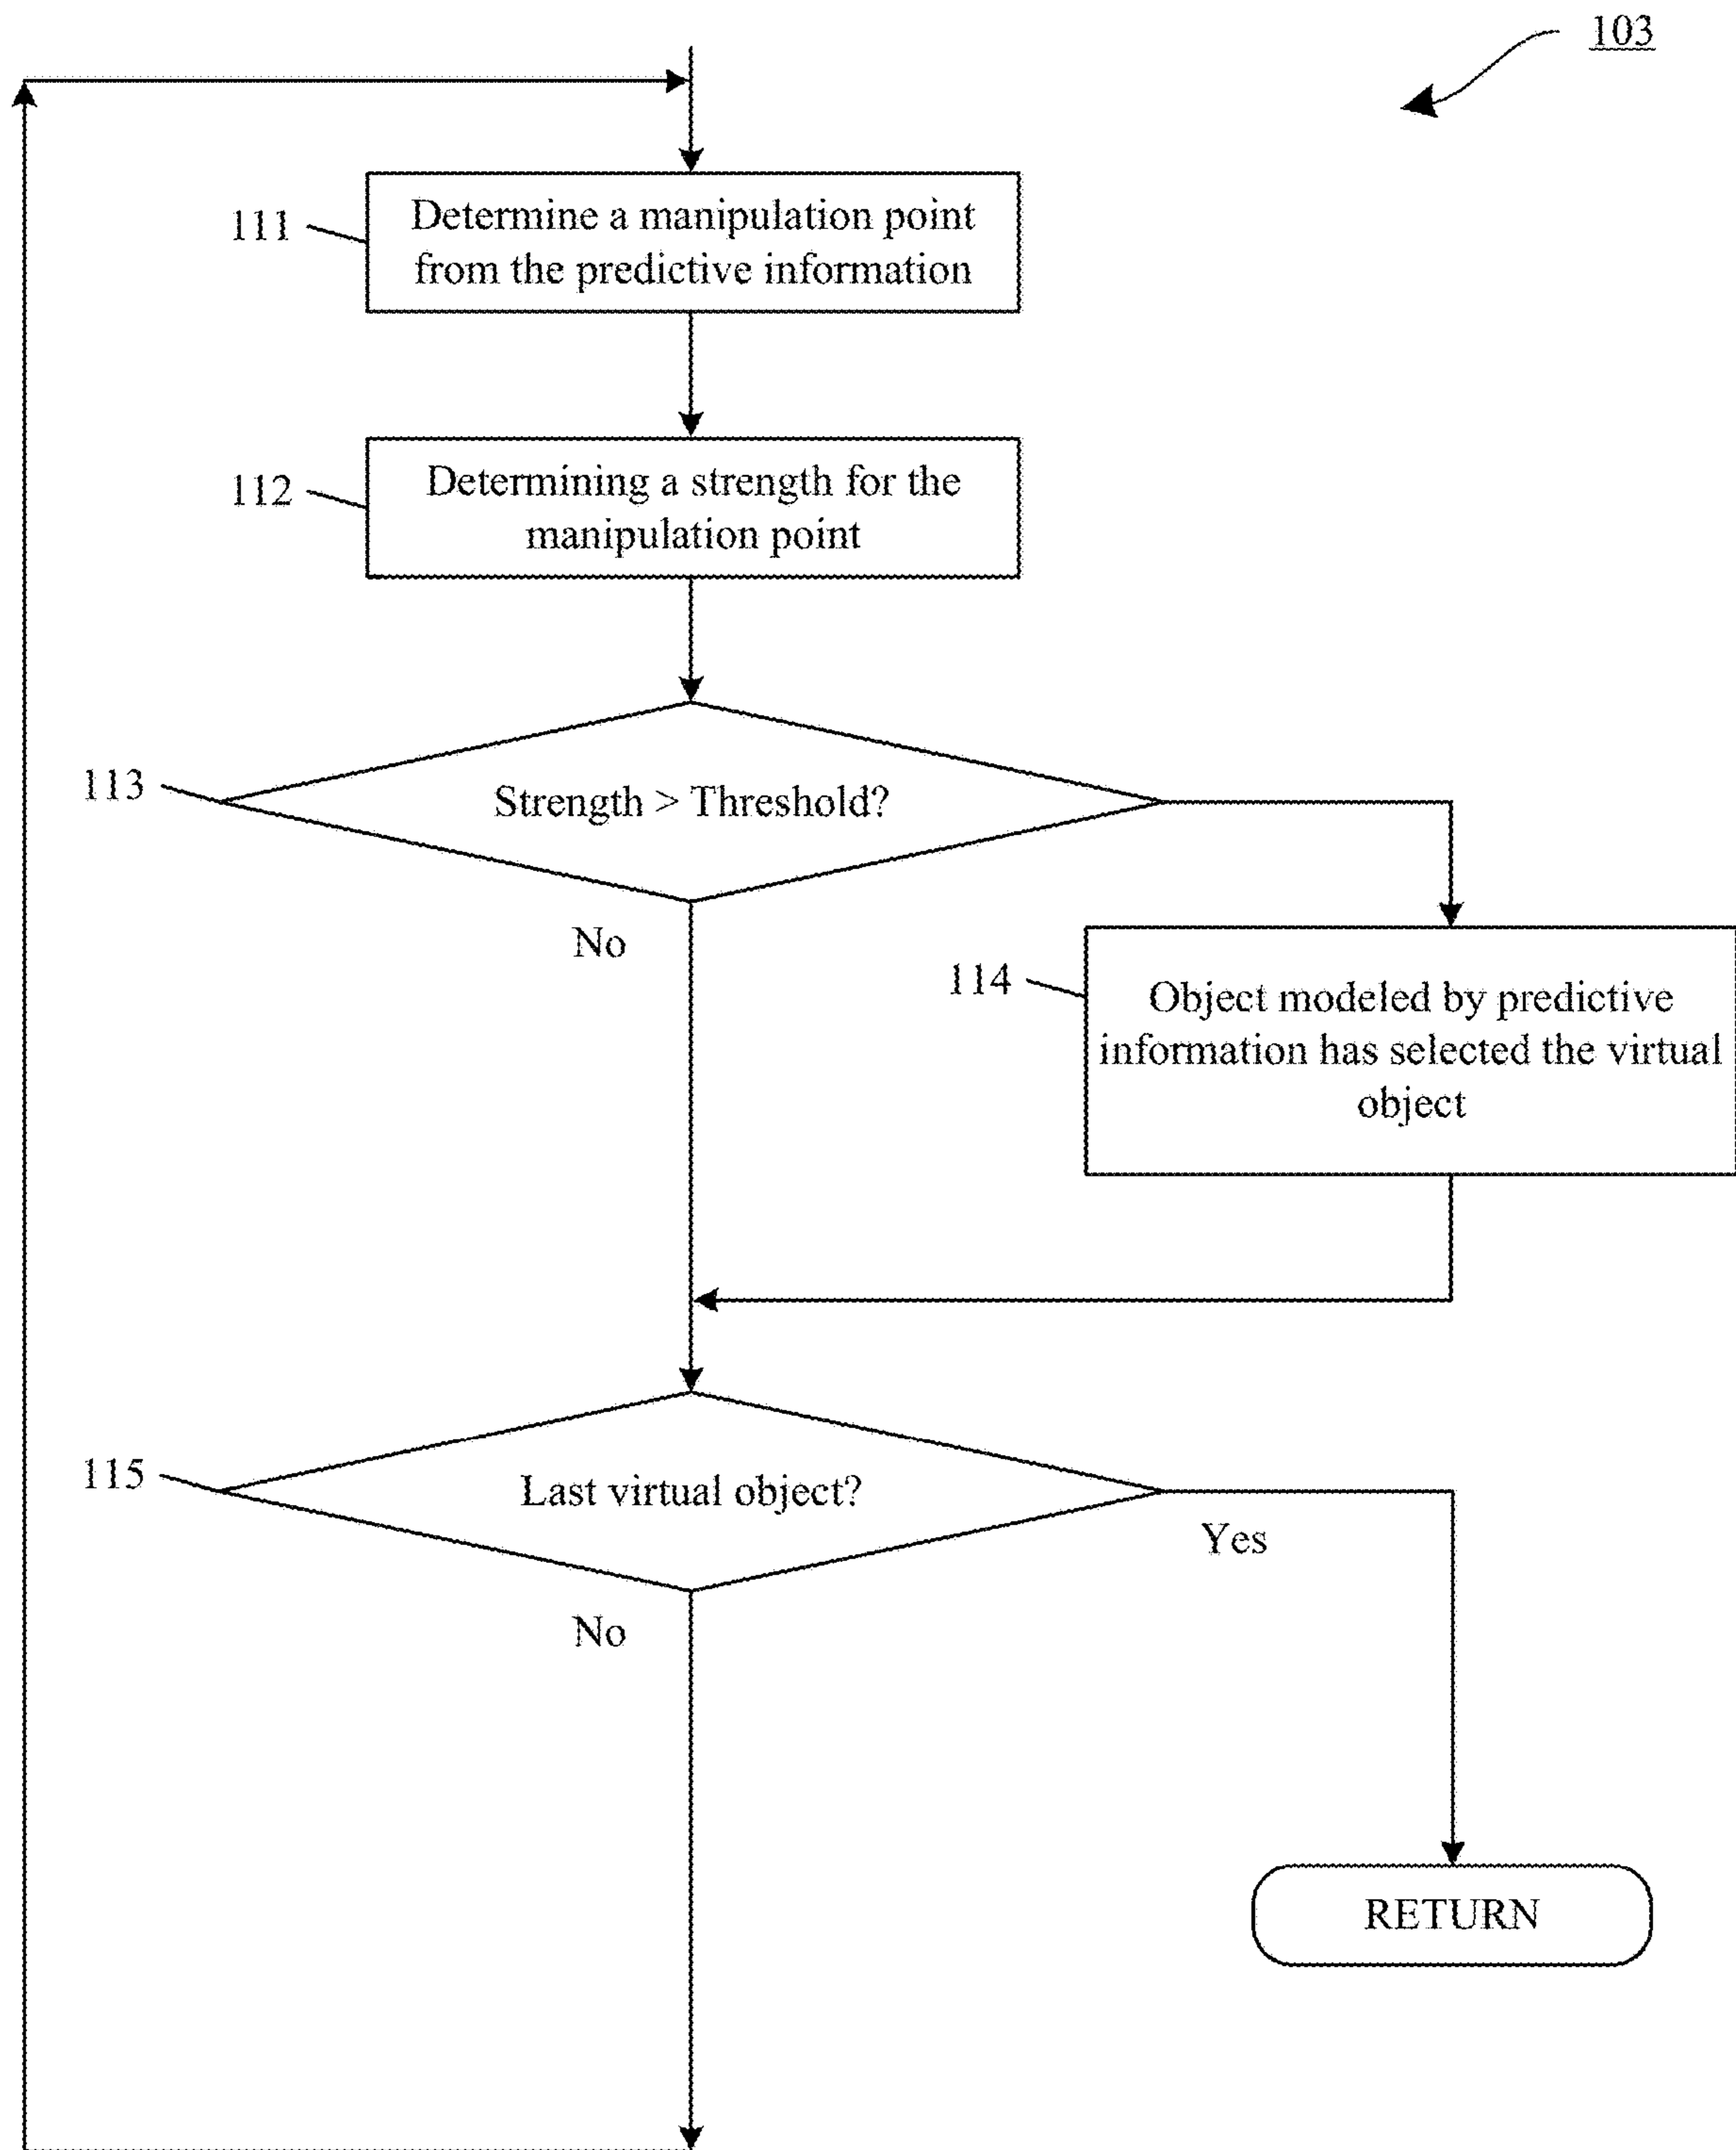 103
111
Determine a manipulation point
from the predictive information
112
Determining a strength for the
manipulation point
113
Strength > Threshold?
No
114
Object modeled by predictive
information has selected the virtual
object
115
Last virtual object?
Yes
No
RETURN